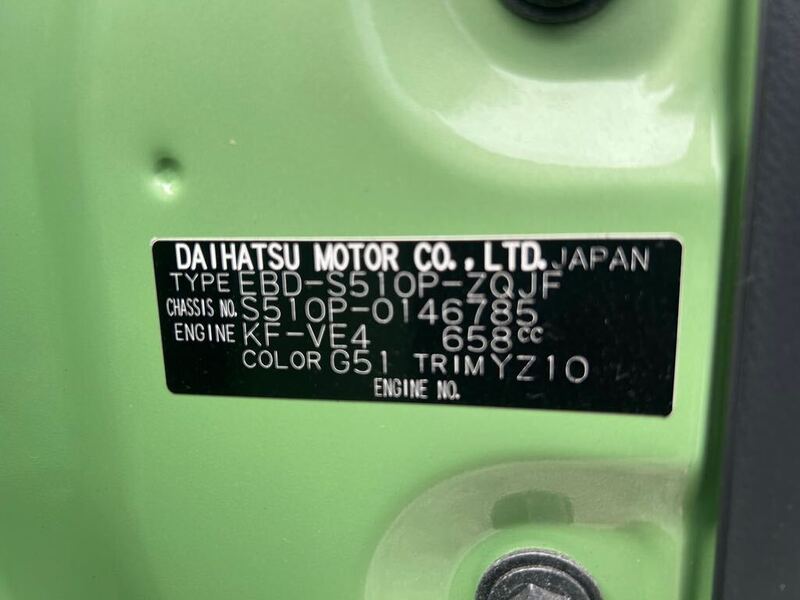 DAIHATSU MOTOR CO.,LTD. JAPAN
TYPE EBD-S510P-ZQJF
CHASSIS NO. S510P-0146785
ENGINE KF-VE4 658cc
COLOR G51 TRIM YZ10
ENGINE NO.